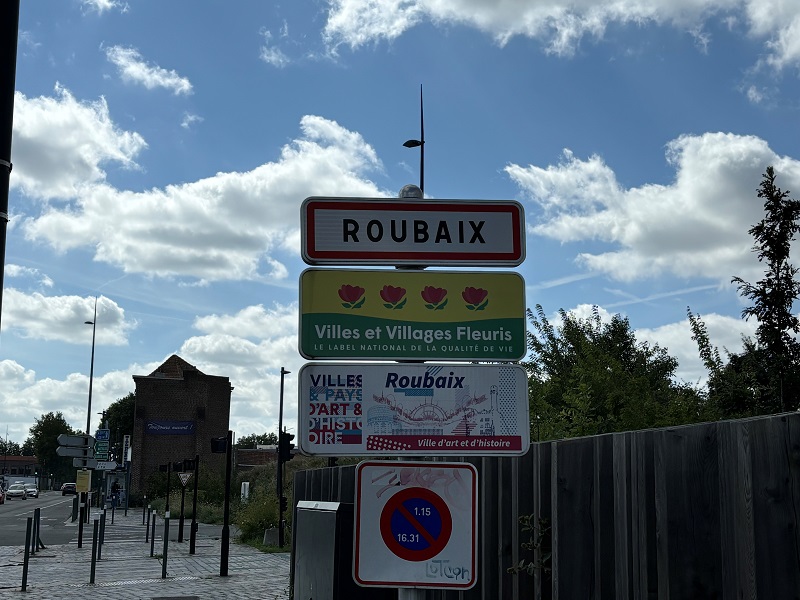 ROUBAIX
Villes et Villages Fleuris
LE LABEL NATIONAL DE LA QUALITÉ DE VIE
VILLES
& PAYS
D'ART &
D'HISTO
IRE
Roubaix
Ville d'art et d'histoire
1.15
16.31